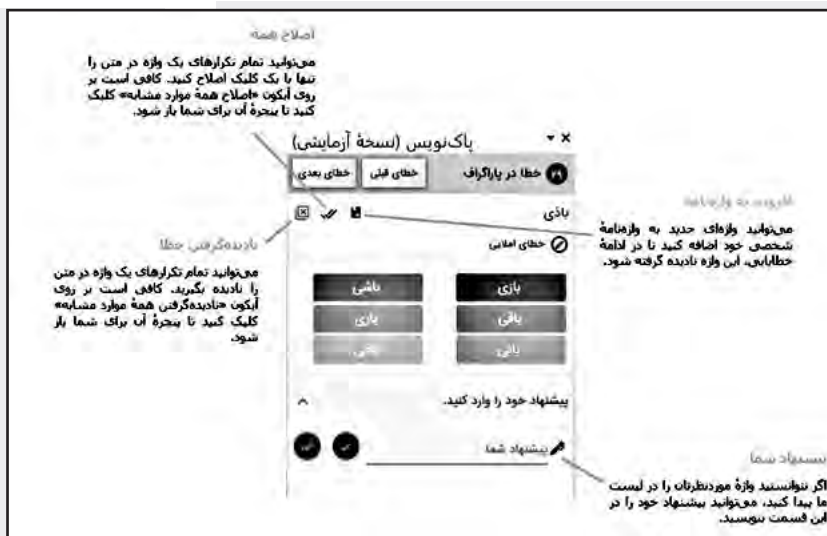 اصلاح همه
می‌توانید تمام تکرارهای یک واژه در متن را
تنها با یک کلیک اصلاح کنید. کافی است بر
روی آیکون «اصلاح همهٔ موارد مشابه» کلیک
کنید تا پنجرهٔ آن برای شما باز شود.
پاک‌نویس (نسخهٔ آزمایشی)
خطا در پاراگراف
خطای قبلی
خطای بعدی
باذی
خطای املایی
افزودن به واژه‌نامه
می‌توانید واژه‌ای جدید به واژه‌نامهٔ
شخصی خود اضافه کنید تا در ادامهٔ
خطایابی، این واژه نادیده گرفته شود.
نادیده‌گرفتن خطا
می‌توانید تمام تکرارهای یک واژه در متن
را نادیده بگیرید. کافی است بر روی
آیکون «نادیده‌گرفتن همهٔ موارد مشابه»
کلیک کنید تا پنجرهٔ آن برای شما باز
شود.
بازی
باقی
پیشنهاد خود را وارد کنید.
پیشنهاد شما
پیشنهاد شما
اگر نتوانستید واژهٔ موردنظرتان را در لیست
ما پیدا کنید، می‌توانید پیشنهاد خود را در
این قسمت بنویسید.